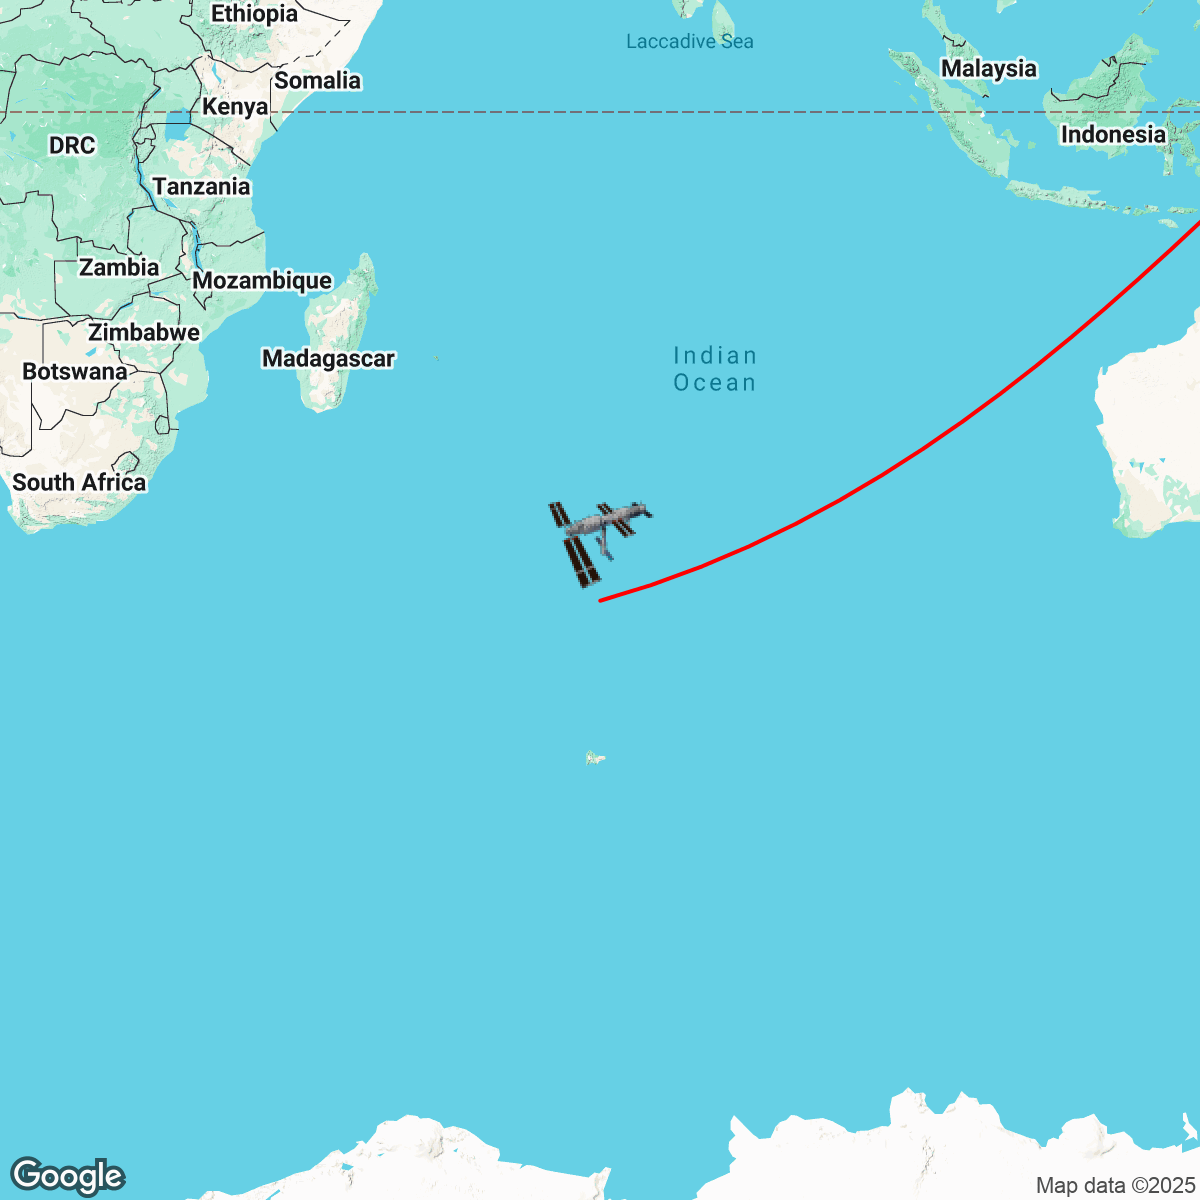 Ethiopia
Laccadive Sea
Malaysia
Somalia
Kenya
Indonesia
DRC
Tanzania
Zambia
Mozambique
Zimbabwe
Madagascar
Indian
Ocean
Botswana
South Africa
Google
Map data ©2025